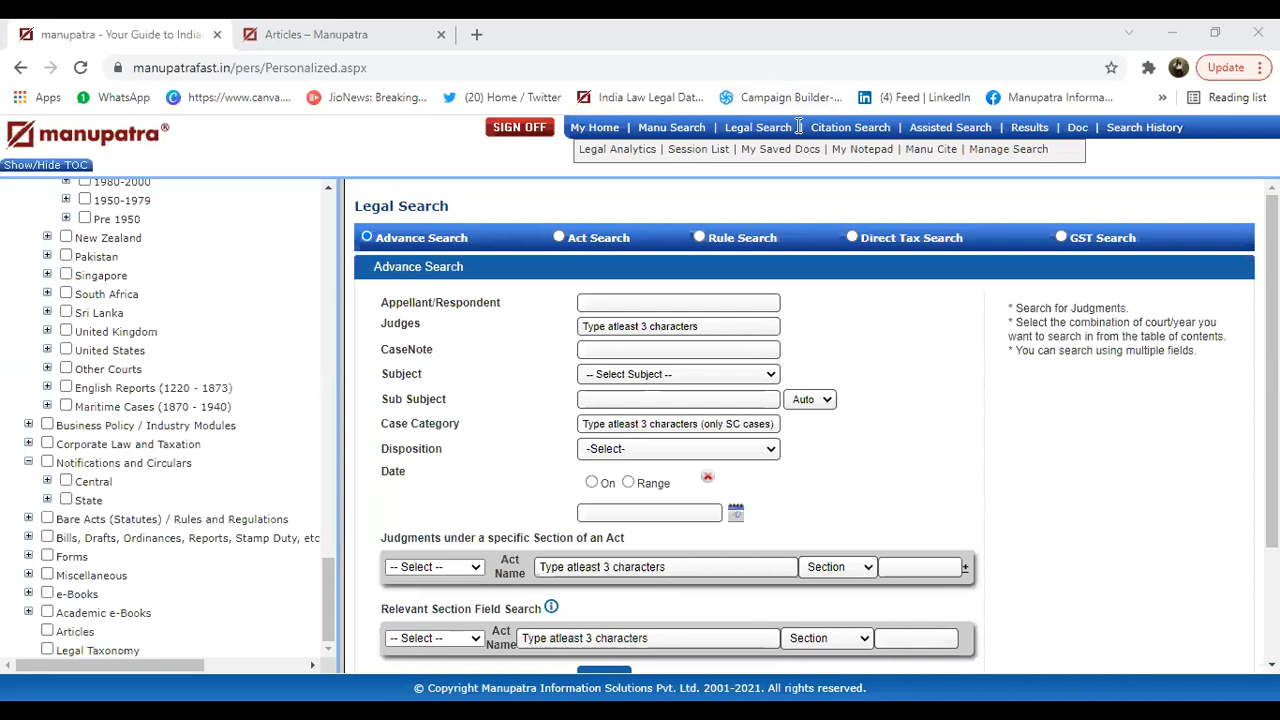 manupatra - Your Guide to India
Articles – Manupatra
manupatrafast.in/pers/Personalized.aspx
Update
Apps
WhatsApp
https://www.canva....
JioNews: Breaking...
(20) Home / Twitter
India Law Legal Dat...
Campaign Builder-...
(4) Feed | LinkedIn
Manupatra Informa...
»
Reading list
manupatra®
SIGN OFF
My Home | Manu Search | Legal Search | Citation Search | Assisted Search | Results | Doc | Search History
Legal Analytics | Session List | My Saved Docs | My Notepad | Manu Cite | Manage Search
Show/Hide TOC
1980-2000
1950-1979
Pre 1950
New Zealand
Pakistan
Singapore
South Africa
Sri Lanka
United Kingdom
United States
Other Courts
English Reports (1220 - 1873)
Maritime Cases (1870 - 1940)
Business Policy / Industry Modules
Corporate Law and Taxation
Notifications and Circulars
Central
State
Bare Acts (Statutes) / Rules and Regulations
Bills, Drafts, Ordinances, Reports, Stamp Duty, etc
Forms
Miscellaneous
e-Books
Academic e-Books
Articles
Legal Taxonomy
Legal Search
Advance Search
Act Search
Rule Search
Direct Tax Search
GST Search
Advance Search
Appellant/Respondent
Judges
Type atleast 3 characters
CaseNote
Subject
-- Select Subject --
Sub Subject
Auto
Case Category
Type atleast 3 characters (only SC cases)
Disposition
-Select-
Date
On
Range
* Search for Judgments.
* Select the combination of court/year you
want to search in from the table of contents.
* You can search using multiple fields.
Judgments under a specific Section of an Act
-- Select --
Act
Name
Type atleast 3 characters
Section
+
Relevant Section Field Search
-- Select --
Act
Name
Type atleast 3 characters
Section
© Copyright Manupatra Information Solutions Pvt. Ltd. 2001-2021. All rights reserved.